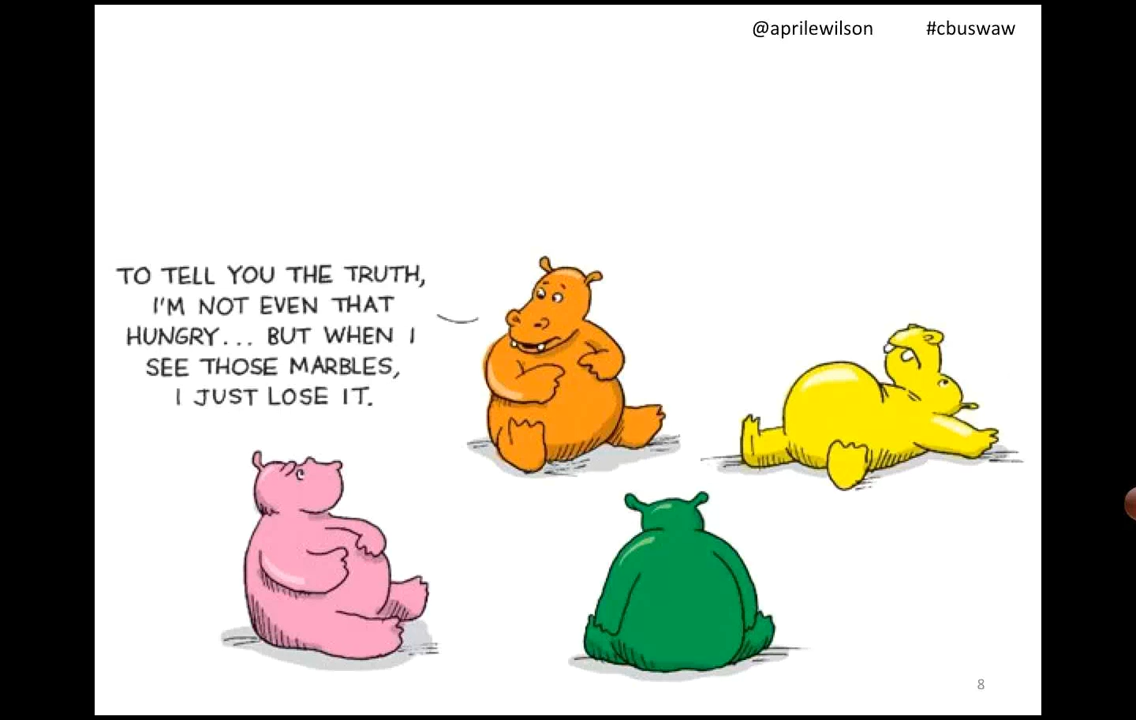 @aprilewilson #cbuswaw
TO TELL YOU THE TRUTH,
I'M NOT EVEN THAT
HUNGRY... BUT WHEN I
SEE THOSE MARBLES,
I JUST LOSE IT.
8